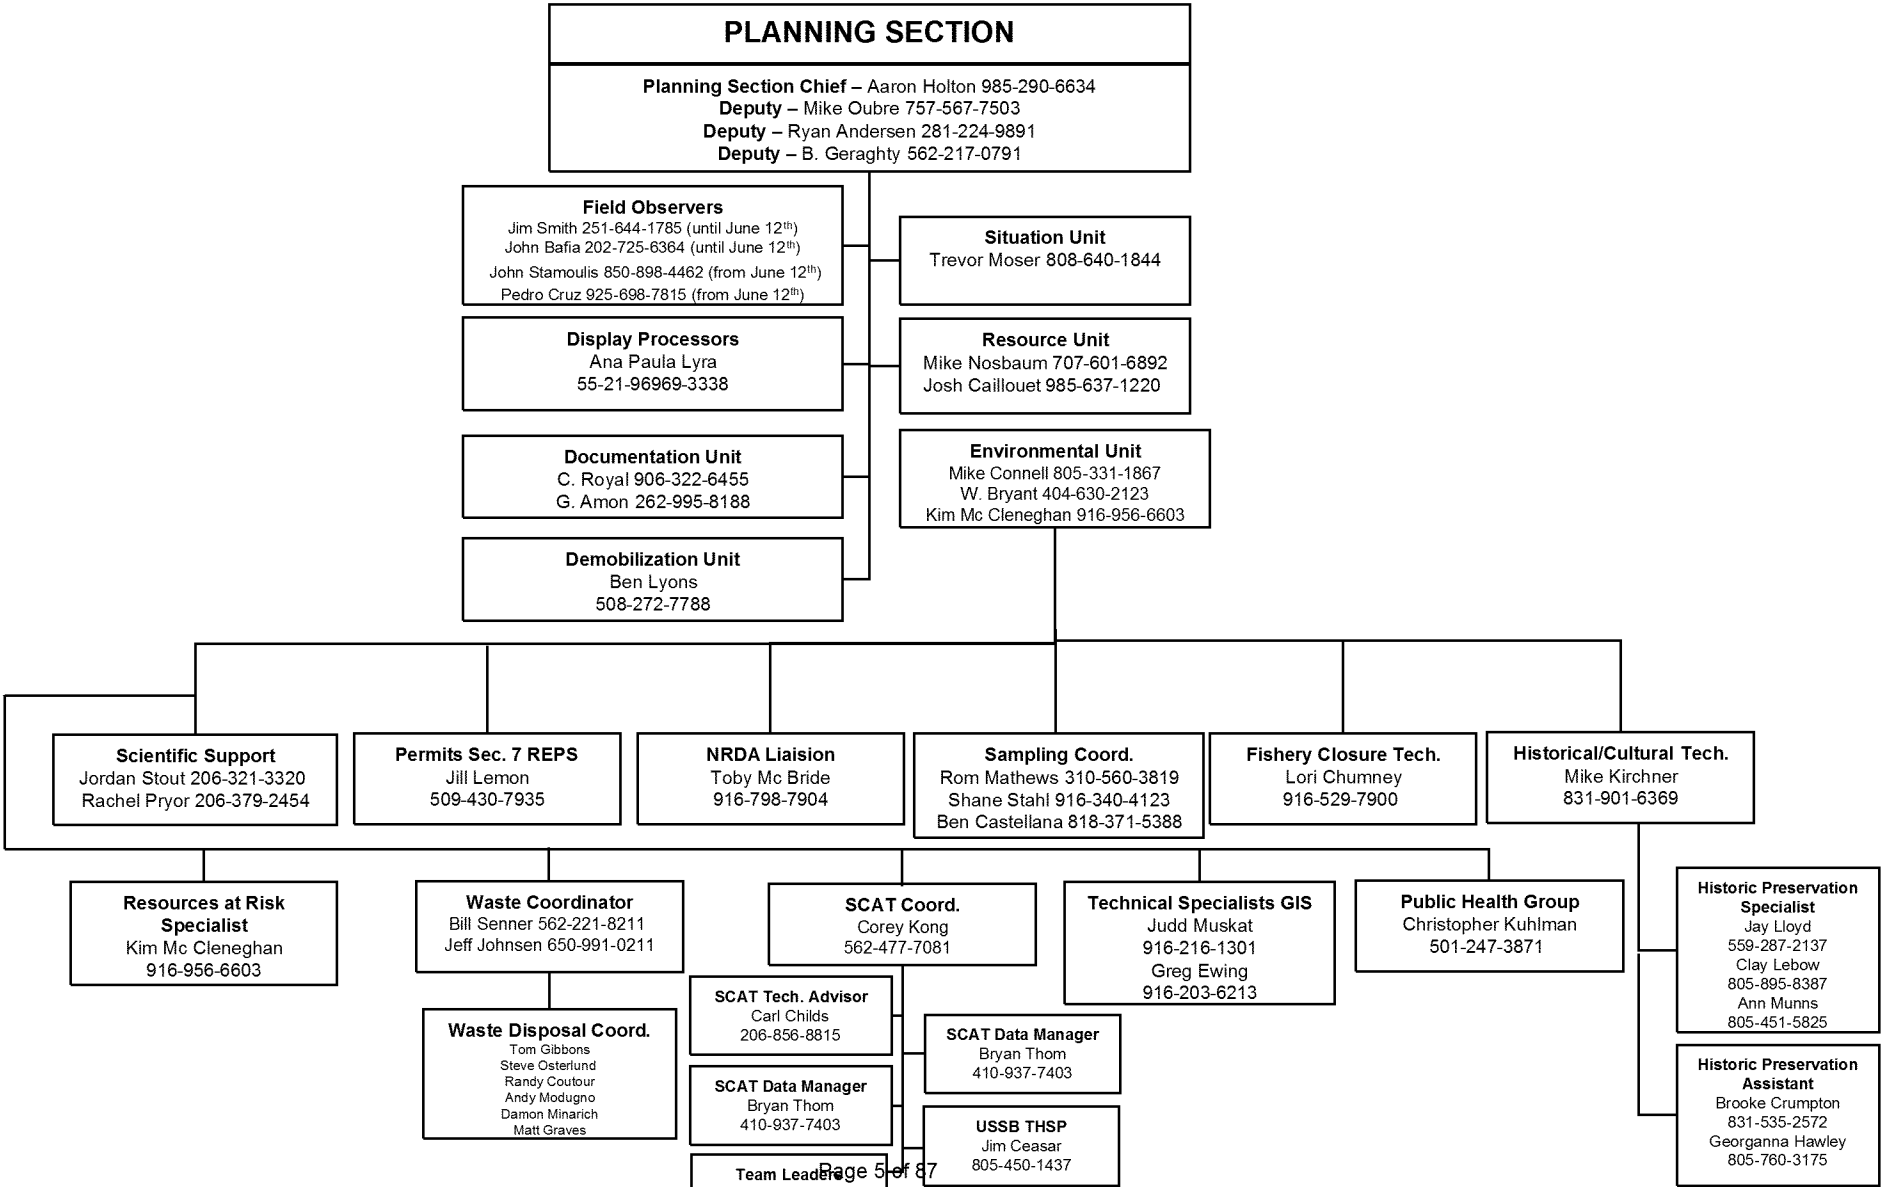 PLANNING SECTION
Planning Section Chief – Aaron Holton 985-290-6634
Deputy – Mike Oubre 757-567-7503
Deputy – Ryan Andersen 281-224-9891
Deputy – B. Geraghty 562-217-0791
Field Observers
Jim Smith 251-644-1785 (until June 12th)
John Bafia 202-725-6364 (until June 12th)
John Stamoulis 850-898-4462 (from June 12th)
Pedro Cruz 925-698-7815 (from June 12th)
Situation Unit
Trevor Moser 808-640-1844
Display Processors
Ana Paula Lyra
55-21-96969-3338
Resource Unit
Mike Nosbaum 707-601-6892
Josh Caillouet 985-637-1220
Documentation Unit
C. Royal 906-322-6455
G. Amon 262-995-8188
Environmental Unit
Mike Connell 805-331-1867
W. Bryant 404-630-2123
Kim Mc Cleneghan 916-956-6603
Demobilization Unit
Ben Lyons
508-272-7788
Scientific Support
Jordan Stout 206-321-3320
Rachel Pryor 206-379-2454
Permits Sec. 7 REPS
Jill Lemon
509-430-7935
NRDA Liaision
Toby Mc Bride
916-798-7904
Sampling Coord.
Rom Mathews 310-560-3819
Shane Stahl 916-340-4123
Ben Castellana 818-371-5388
Fishery Closure Tech.
Lori Chumney
916-529-7900
Historical/Cultural Tech.
Mike Kirchner
831-901-6369
Resources at Risk
Specialist
Kim Mc Cleneghan
916-956-6603
Waste Coordinator
Bill Senner 562-221-8211
Jeff Johnsen 650-991-0211
SCAT Coord.
Corey Kong
562-477-7081
Technical Specialists GIS
Judd Muskat
916-216-1301
Greg Ewing
916-203-6213
Public Health Group
Christopher Kuhlman
501-247-3871
Historic Preservation
Specialist
Jay Lloyd
559-287-2137
Clay Lebow
805-895-8387
Ann Munns
805-451-5825
Waste Disposal Coord.
Tom Gibbons
Steve Osterlund
Randy Coutour
Andy Modugno
Damon Minarich
Matt Graves
SCAT Tech. Advisor
Carl Childs
206-856-8815
SCAT Data Manager
Bryan Thom
410-937-7403
SCAT Data Manager
Bryan Thom
410-937-7403
USSB THSP
Jim Ceasar
805-450-1437
Historic Preservation
Assistant
Brooke Crumpton
831-535-2572
Georganna Hawley
805-760-3175
Team Leaders
Page 5 of 87